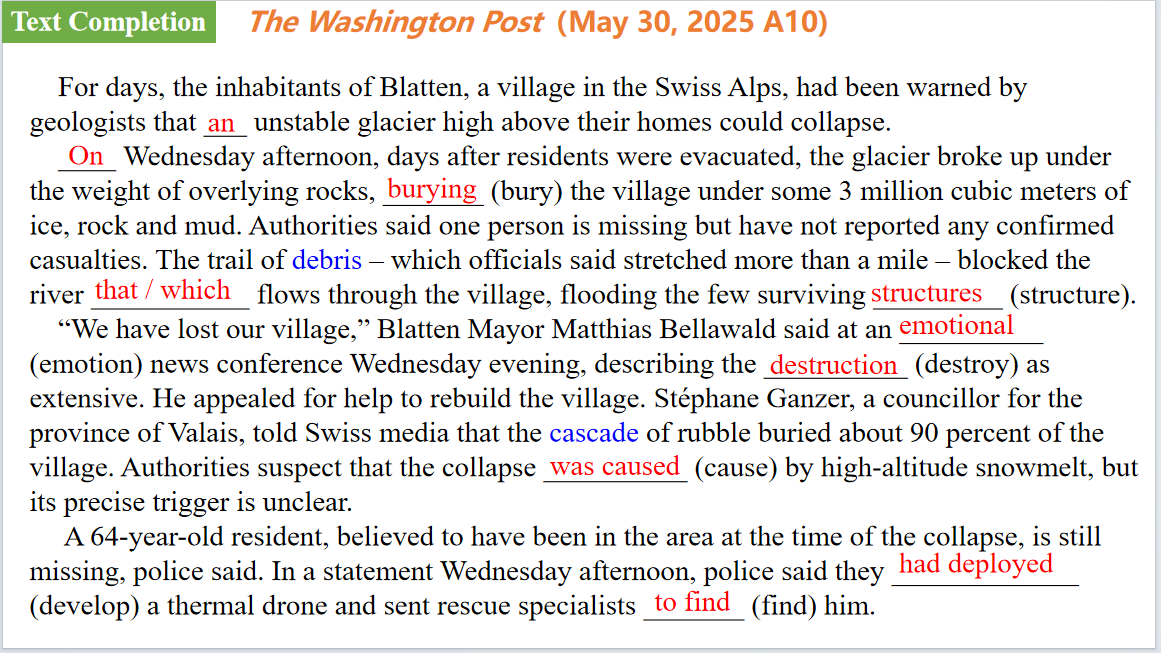 Text Completion The Washington Post (May 30, 2025 A10)
For days, the inhabitants of Blatten, a village in the Swiss Alps, had been warned by
geologists that an unstable glacier high above their homes could collapse.
On Wednesday afternoon, days after residents were evacuated, the glacier broke up under
the weight of overlying rocks, burying (bury) the village under some 3 million cubic meters of
ice, rock and mud. Authorities said one person is missing but have not reported any confirmed
casualties. The trail of debris – which officials said stretched more than a mile – blocked the
river that / which flows through the village, flooding the few surviving structures (structure).
“We have lost our village,” Blatten Mayor Matthias Bellawald said at an emotional
(emotion) news conference Wednesday evening, describing the destruction (destroy) as
extensive. He appealed for help to rebuild the village. Stéphane Ganzer, a councillor for the
province of Valais, told Swiss media that the cascade of rubble buried about 90 percent of the
village. Authorities suspect that the collapse was caused (cause) by high-altitude snowmelt, but
its precise trigger is unclear.
A 64-year-old resident, believed to have been in the area at the time of the collapse, is still
missing, police said. In a statement Wednesday afternoon, police said they had deployed
(develop) a thermal drone and sent rescue specialists to find (find) him.